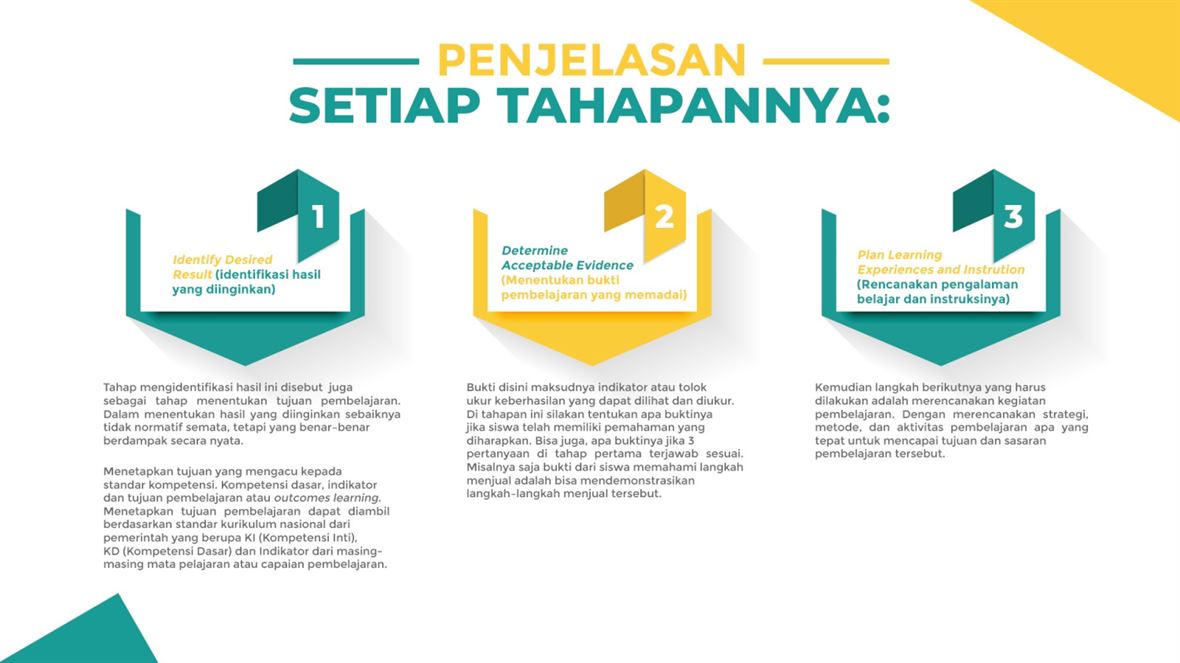 PENJELASAN
SETIAP TAHAPANNYA:
1
Identify Desired
Result (identifikasi hasil
yang diinginkan)
Tahap mengidentifikasi hasil ini disebut juga
sebagai tahap menentukan tujuan pembelajaran.
Dalam menentukan hasil yang diinginkan sebaiknya
tidak normatif semata, tetapi yang benar-benar
berdampak secara nyata.
Menetapkan tujuan yang mengacu kepada
standar kompetensi. Kompetensi dasar, indikator
dan tujuan pembelajaran atau outcomes learning.
Menetapkan tujuan pembelajaran dapat diambil
berdasarkan standar kurikulum nasional dari
pemerintah yang berupa KI (Kompetensi Inti),
KD (Kompetensi Dasar) dan Indikator dari masing-
masing mata pelajaran atau capaian pembelajaran.
2
Determine
Acceptable Evidence
(Menentukan bukti
pembelajaran yang memadai)
Bukti disini maksudnya indikator atau tolok
ukur keberhasilan yang dapat dilihat dan diukur.
Di tahapan ini silakan tentukan apa buktinya
jika siswa telah memiliki pemahaman yang
diharapkan. Bisa juga, apa buktinya jika 3
pertanyaan di tahap pertama terjawab sesuai.
Misalnya saja bukti dari siswa memahami langkah
menjual adalah bisa mendemonstrasikan
langkah-langkah menjual tersebut.
3
Plan Learning
Experiences and Instrution
(Rencanakan pengalaman
belajar dan instruksinya)
Kemudian langkah berikutnya yang harus
dilakukan adalah merencanakan kegiatan
pembelajaran. Dengan merencanakan strategi,
metode, dan aktivitas pembelajaran apa yang
tepat untuk mencapai tujuan dan sasaran
pembelajaran tersebut.